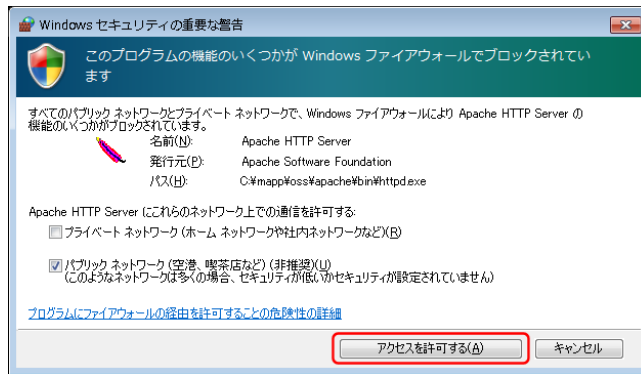 Windows セキュリティの重要な警告
このプログラムの機能のいくつかが Windows ファイアウォールでブロックされてい
ます
すべてのパブリック ネットワークとプライベート ネットワークで、Windows ファイアウォールにより Apache HTTP Server の
機能のいくつかがブロックされています。
名前(N): Apache HTTP Server
発行元(P): Apache Software Foundation
パス(H): C:¥mapp¥oss¥apache¥bin¥httpd.exe
Apache HTTP Server にこれらのネットワーク上での通信を許可する:
プライベート ネットワーク (ホーム ネットワークや社内ネットワークなど)(R)
パブリック ネットワーク (空港、喫茶店など) (非推奨)(U)
(このようなネットワークは多くの場合、セキュリティが低いかセキュリティが設定されていません)
プログラムにファイアウォールの経由を許可することの危険性の詳細
アクセスを許可する(A) キャンセル